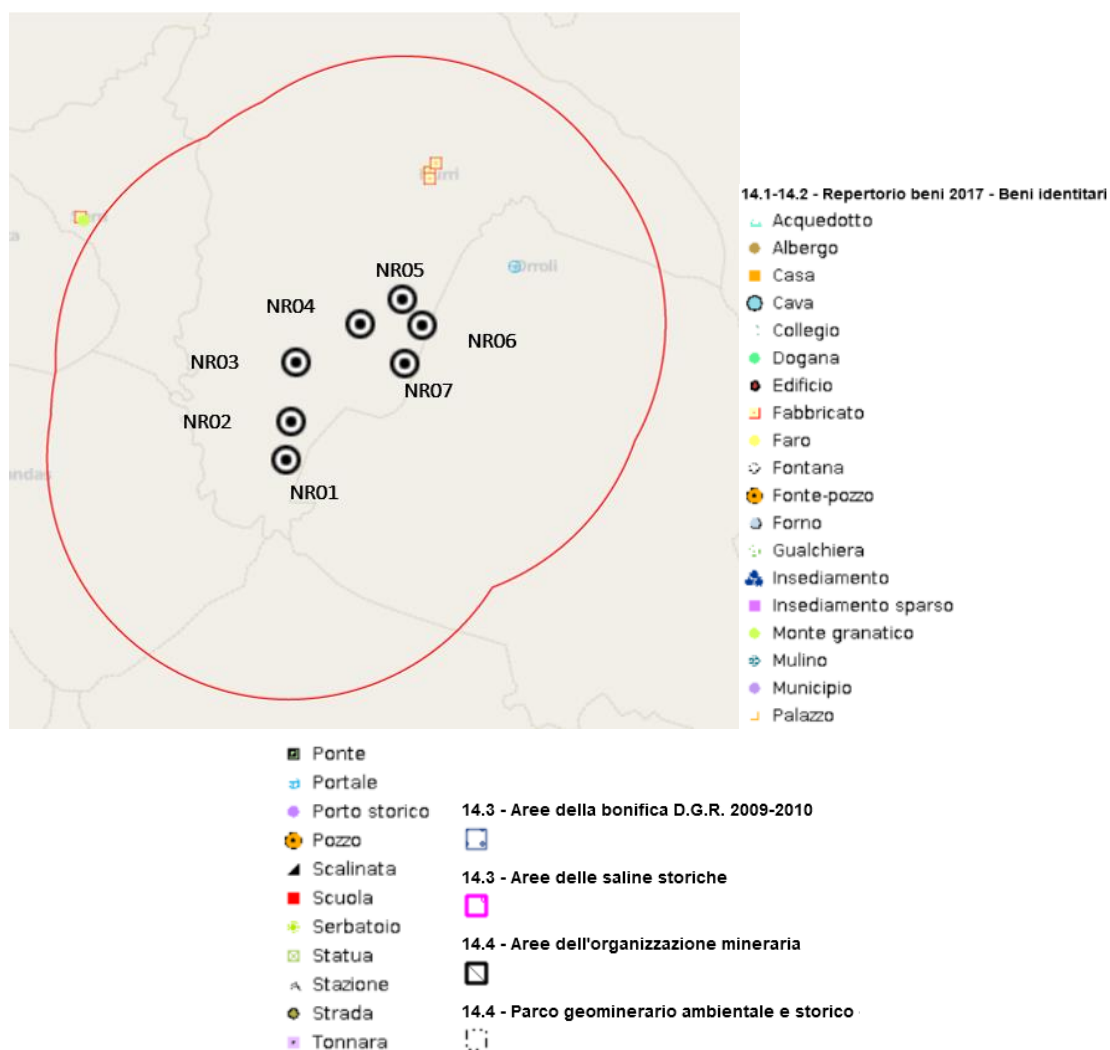 Orroli
NR05
NR04
NR06
NR03
NR07
NR02
NR01
14.1-14.2 - Repertorio beni 2017 - Beni identitari
Acquedotto
Albergo
Casa
Cava
Collegio
Dogana
Edificio
Fabbricato
Faro
Fontana
Fonte-pozzo
Forno
Gualchiera
Insediamento
Insediamento sparso
Monte granatico
Mulino
Municipio
Palazzo
Ponte
Portale
Porto storico
Pozzo
Scalinata
Scuola
Serbatoio
Statua
Stazione
Strada
Tonnara
14.3 - Aree della bonifica D.G.R. 2009-2010
14.3 - Aree delle saline storiche
14.4 - Aree dell'organizzazione mineraria
14.4 - Parco geominerario ambientale e storico